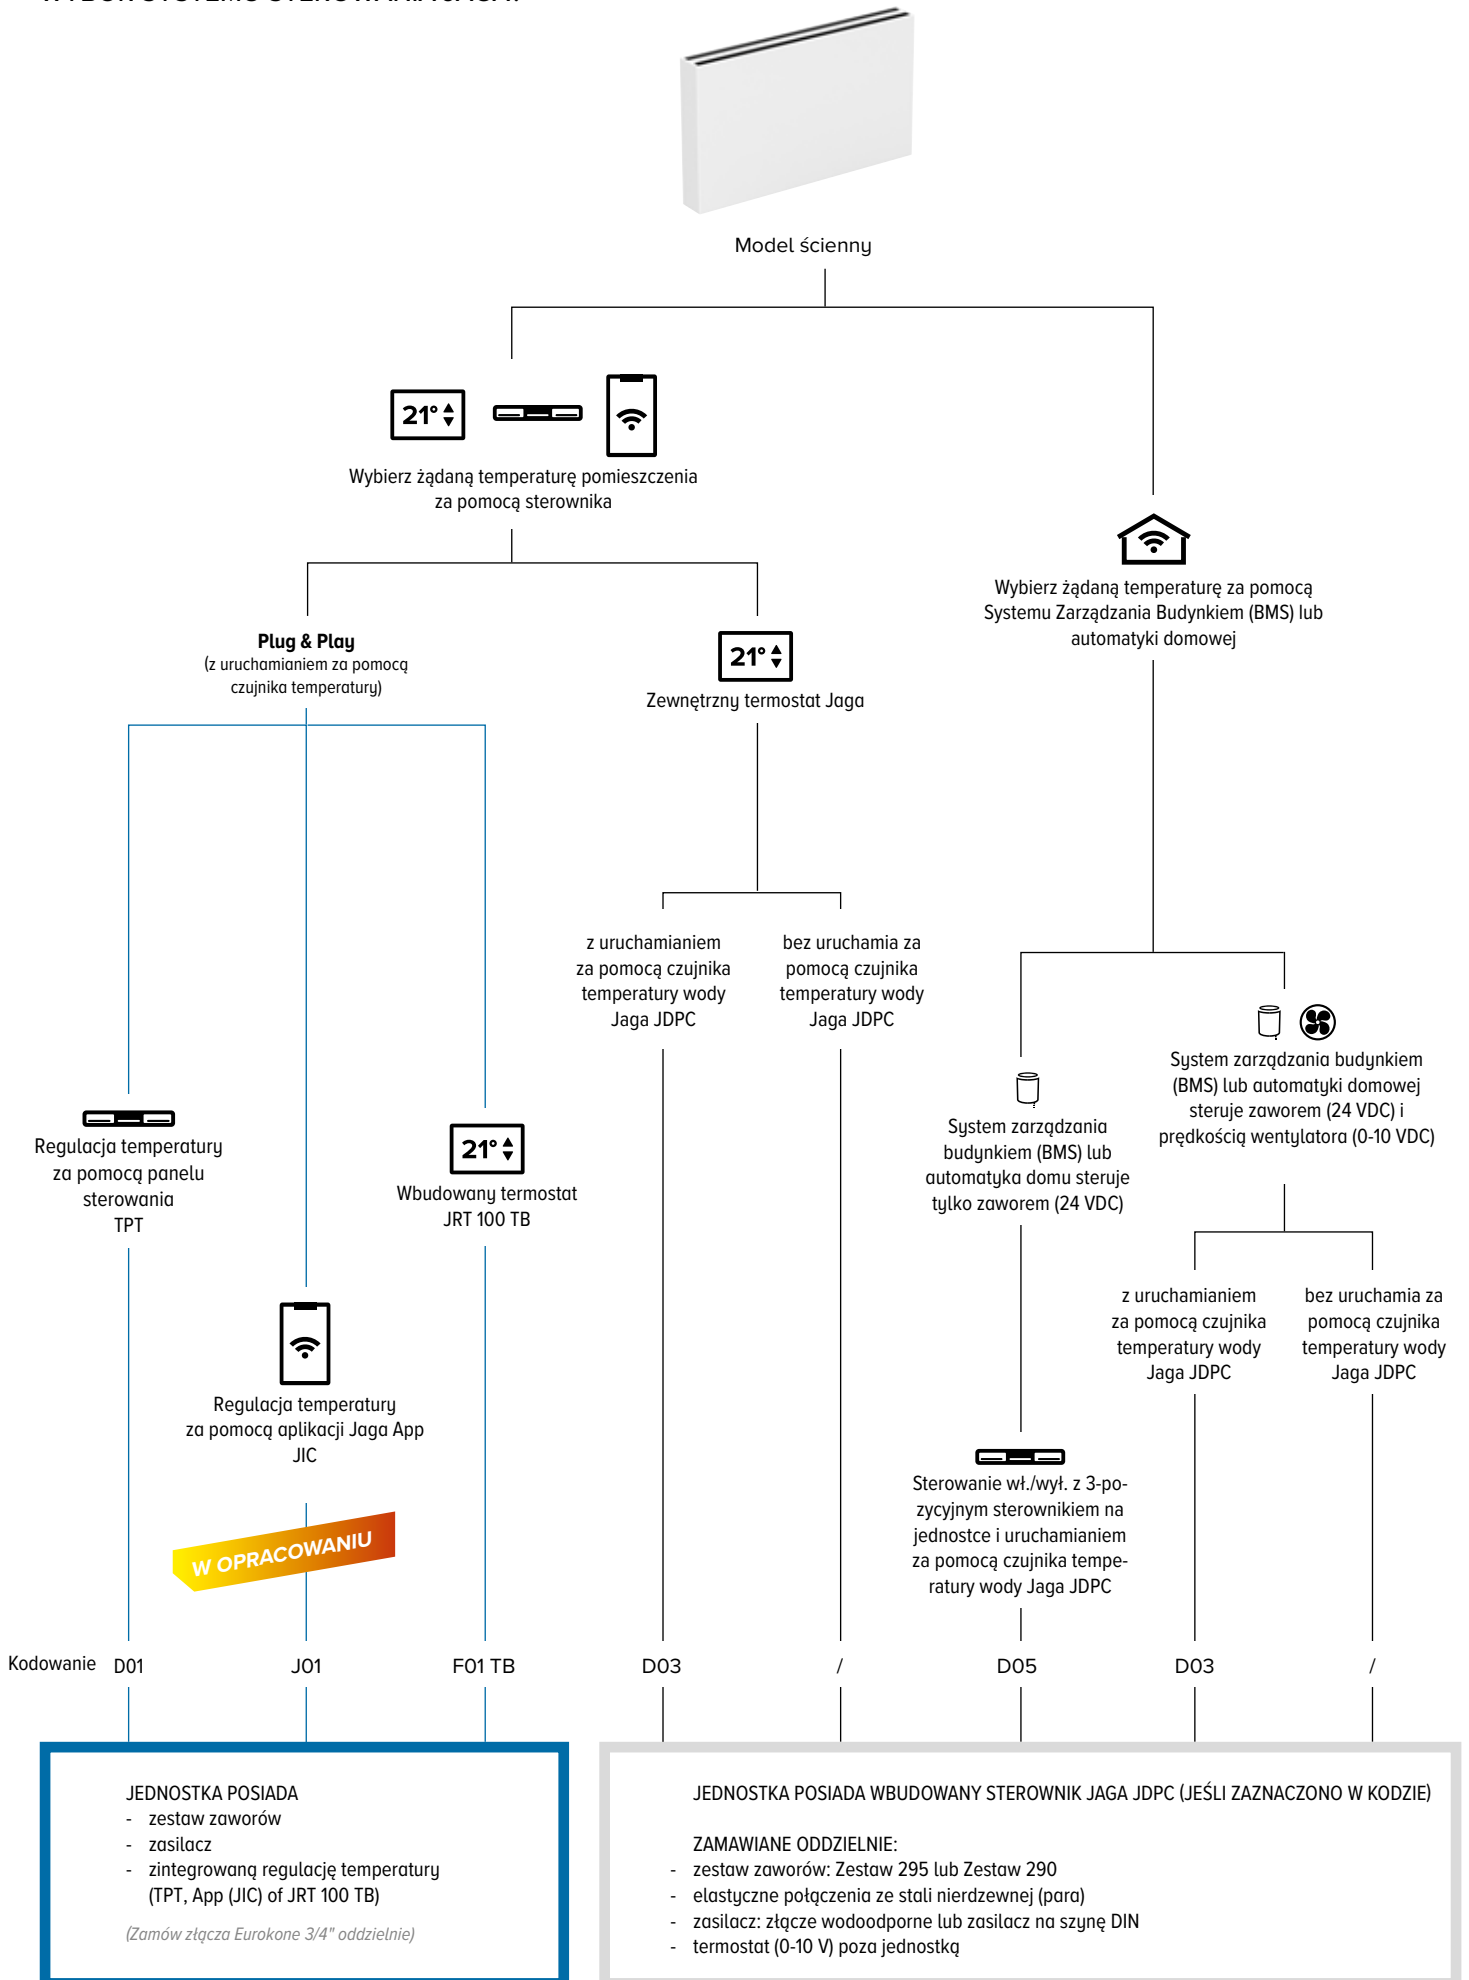 Model ścienny
21°
Wybierz żądaną temperaturę pomieszczenia
za pomocą sterownika
Wybierz żądaną temperaturę za pomocą
Systemu Zarządzania Budynkiem (BMS) lub
automatyki domowej
Plug & Play
(z uruchamianiem za pomocą
czujnika temperatury)
21°
Zewnętrzny termostat Jaga
z uruchamianiem
za pomocą czujnika
temperatury wody
Jaga JDPC
bez uruchamia za
pomocą czujnika
temperatury wody
Jaga JDPC
System zarządzania budynkiem
(BMS) lub automatyki domowej
steruje zaworem (24 VDC) i
prędkością wentylatora (0-10 VDC)
System zarządzania
budynkiem (BMS) lub
automatyka domu steruje
tylko zaworem (24 VDC)
Regulacja temperatury
za pomocą panelu
sterowania
TPT
21°
Wbudowany termostat
JRT 100 TB
z uruchamianiem
za pomocą czujnika
temperatury wody
Jaga JDPC
bez uruchamia za
pomocą czujnika
temperatury wody
Jaga JDPC
Regulacja temperatury
za pomocą aplikacji Jaga App
JIC
Sterowanie wł./wył. z 3-po-
zycyjnym sterownikiem na
jednostce i uruchamianiem
za pomocą czujnika tempe-
ratury wody Jaga JDPC
W OPRACOWANIU
Kodowanie D01 J01 F01 TB D03 / D05 D03 /
JEDNOSTKA POSIADA
- zestaw zaworów
- zasilacz
- zintegrowaną regulację temperatury
(TPT, App (JIC) of JRT 100 TB)
(Zamów złącza Eurokone 3/4" oddzielnie)
JEDNOSTKA POSIADA WBUDOWANY STEROWNIK JAGA JDPC (JEŚLI ZAZNACZONO W KODZIE)
ZAMAWIANE ODDZIELNIE:
- zestaw zaworów: Zestaw 295 lub Zestaw 290
- elastyczne połączenia ze stali nierdzewnej (para)
- zasilacz: złącze wodoodporne lub zasilacz na szynę DIN
- termostat (0-10 V) poza jednostką